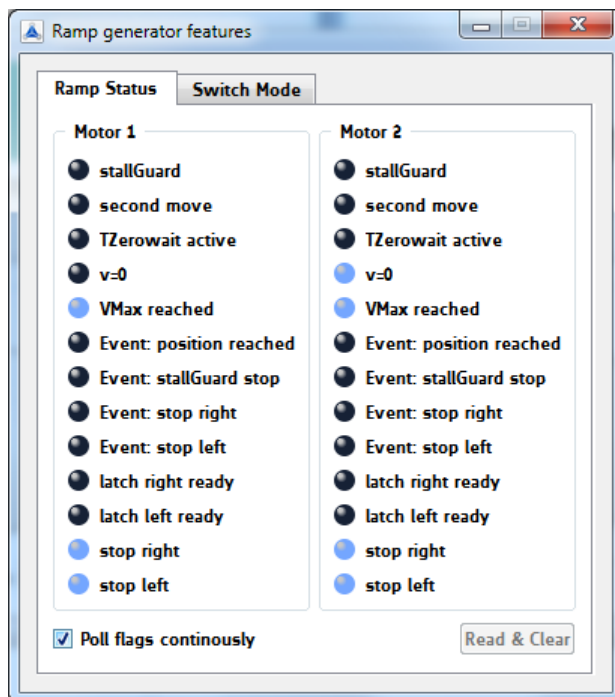 Ramp generator features
Ramp Status
Switch Mode
Motor 1
stallGuard
second move
TZerowait active
v=0
VMax reached
Event: position reached
Event: stallGuard stop
Event: stop right
Event: stop left
latch right ready
latch left ready
stop right
stop left
Motor 2
stallGuard
second move
TZerowait active
v=0
VMax reached
Event: position reached
Event: stallGuard stop
Event: stop right
Event: stop left
latch right ready
latch left ready
stop right
stop left
Poll flags continously
Read & Clear